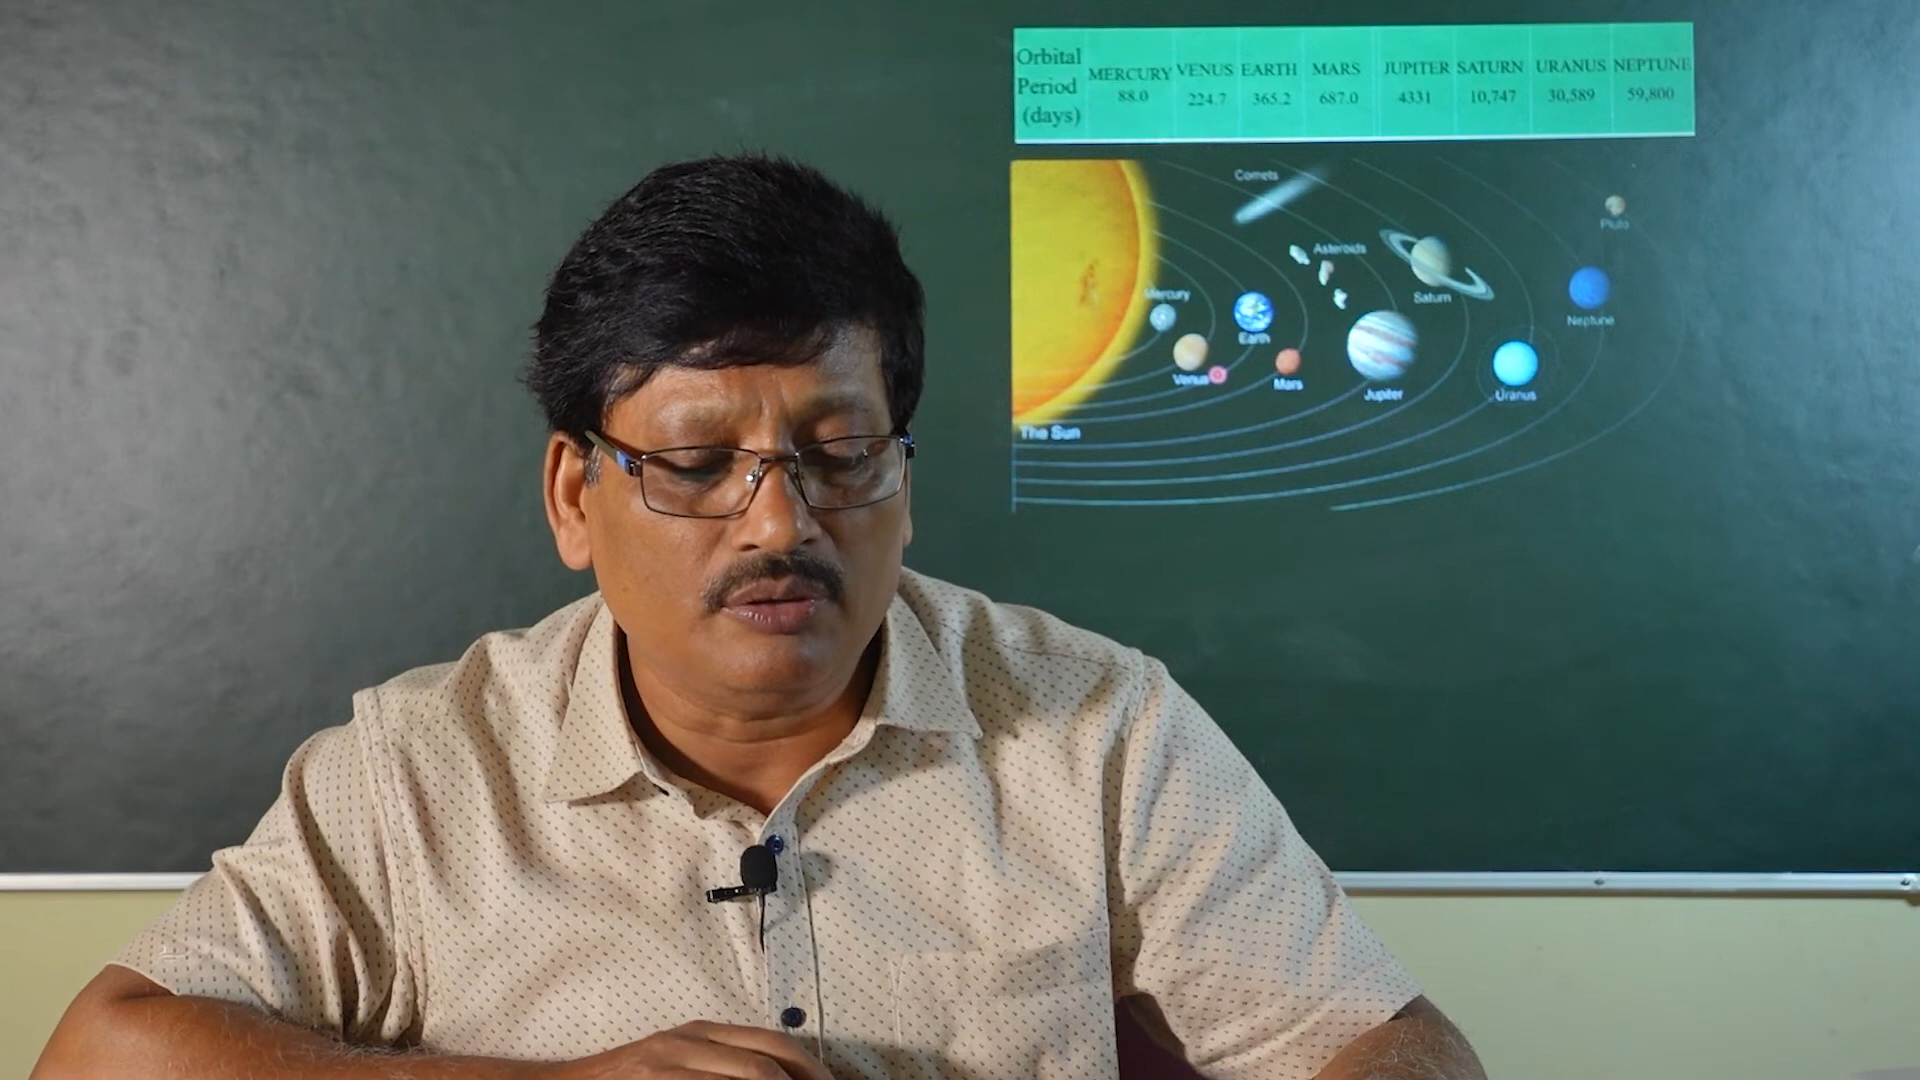 Orbital
Period
(days)
MERCURY VENUS EARTH MARS JUPITER SATURN URANUS NEPTUNE
88.0 224.7 365.2 687.0 4331 10,747 30,589 59,800
Comets
Pluto
Asteroids
Mercury
Saturn
Neptune
Earth
Venus
Mars
Jupiter
Uranus
The Sun